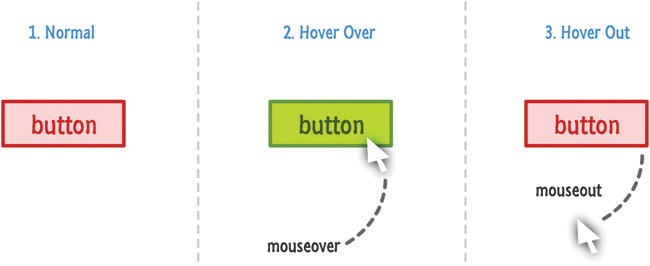 1. Normal
2. Hover Over
3. Hover Out
button
button
button
mouseover
mouseout